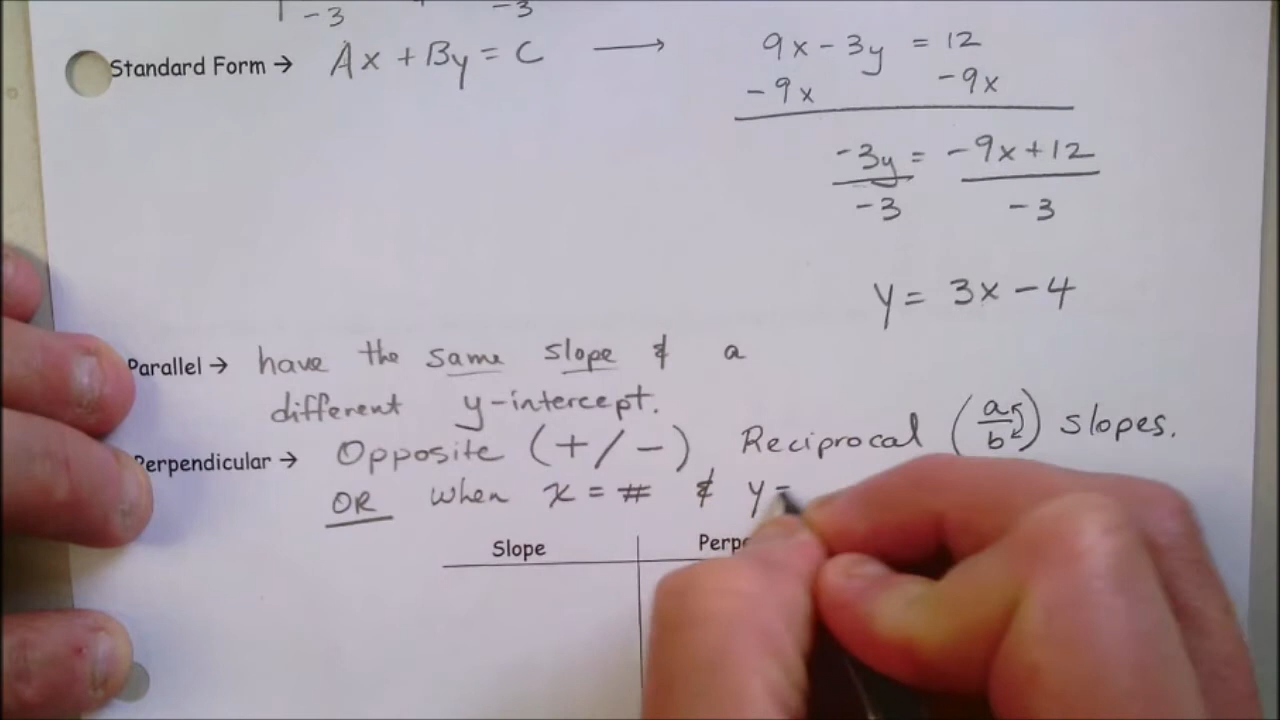 -3 -3
Standard Form → Ax + By = C → 9x - 3y = 12
-9x -9x
-3y = -9x + 12
-3 -3
y = 3x - 4
Parallel → have the same slope & a
different y-intercept.
Perpendicular → Opposite (+/-) Reciprocal (a/b) slopes.
OR when x = # & y =
Slope